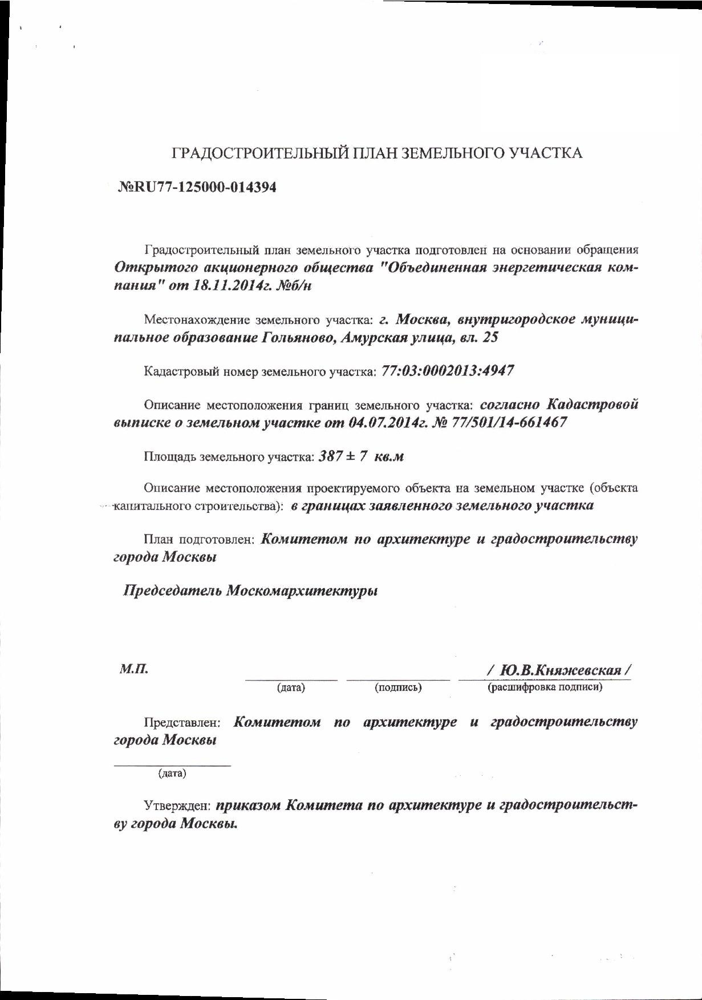 ГРАДОСТРОИТЕЛЬНЫЙ ПЛАН ЗЕМЕЛЬНОГО УЧАСТКА
№RU77-125000-014394
Градостроительный план земельного участка подготовлен на основании обращения
Открытого акционерного общества "Объединенная энергетическая ком-
пания" от 18.11.2014г. №б/н
Местонахождение земельного участка: г. Москва, внутригородское муници-
пальное образование Гольяново, Амурская улица, вл. 25
Кадастровый номер земельного участка: 77:03:0002013:4947
Описание местоположения границ земельного участка: согласно Кадастровой
выписке о земельном участке от 04.07.2014г. № 77/501/14-661467
Площадь земельного участка: 387 ± 7 кв.м
Описание местоположения проектируемого объекта на земельном участке (объекта
капитального строительства): в границах заявленного земельного участка
План подготовлен: Комитетом по архитектуре и градостроительству
города Москвы
Председатель Москомархитектуры
М.П. / Ю.В.Княжевская /
(дата) (подпись) (расшифровка подписи)
Представлен: Комитетом по архитектуре и градостроительству
города Москвы
(дата)
Утвержден: приказом Комитета по архитектуре и градостроительст-
ву города Москвы.